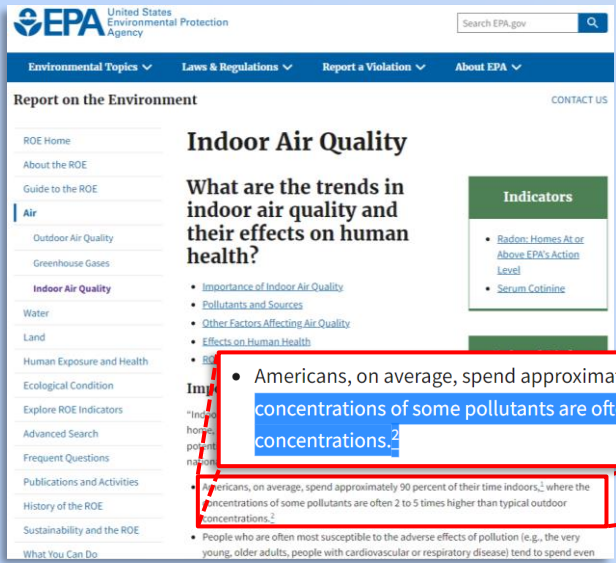 EPA United States
Environmental Protection
Agency
Search EPA.gov
Environmental Topics
Laws & Regulations
Report a Violation
About EPA
Report on the Environment
CONTACT US
ROE Home
About the ROE
Guide to the ROE
Air
Outdoor Air Quality
Greenhouse Gases
Indoor Air Quality
Water
Land
Human Exposure and Health
Ecological Condition
Explore ROE Indicators
Advanced Search
Frequent Questions
Publications and Activities
History of the ROE
Sustainability and the ROE
What You Can Do
Indoor Air Quality
What are the trends in
indoor air quality and
their effects on human
health?
• Importance of Indoor Air Quality
• Pollutants and Sources
• Other Factors Affecting Air Quality
• Effects on Human Health
Indicators
• Radon: Homes At or
Above EPA's Action
Level
• Serum Cotinine
• Americans, on average, spend
concentrations of some pollutants are
concentrations.²
home,
• Americans, on average, spend approximately 90 percent of their time indoors,¹ where the
concentrations of some pollutants are often 2 to 5 times higher than typical outdoor
concentrations.²
• People who are often most susceptible to the adverse effects of pollution (e.g., the very
young, older adults, people with cardiovascular or respiratory disease) tend to spend even